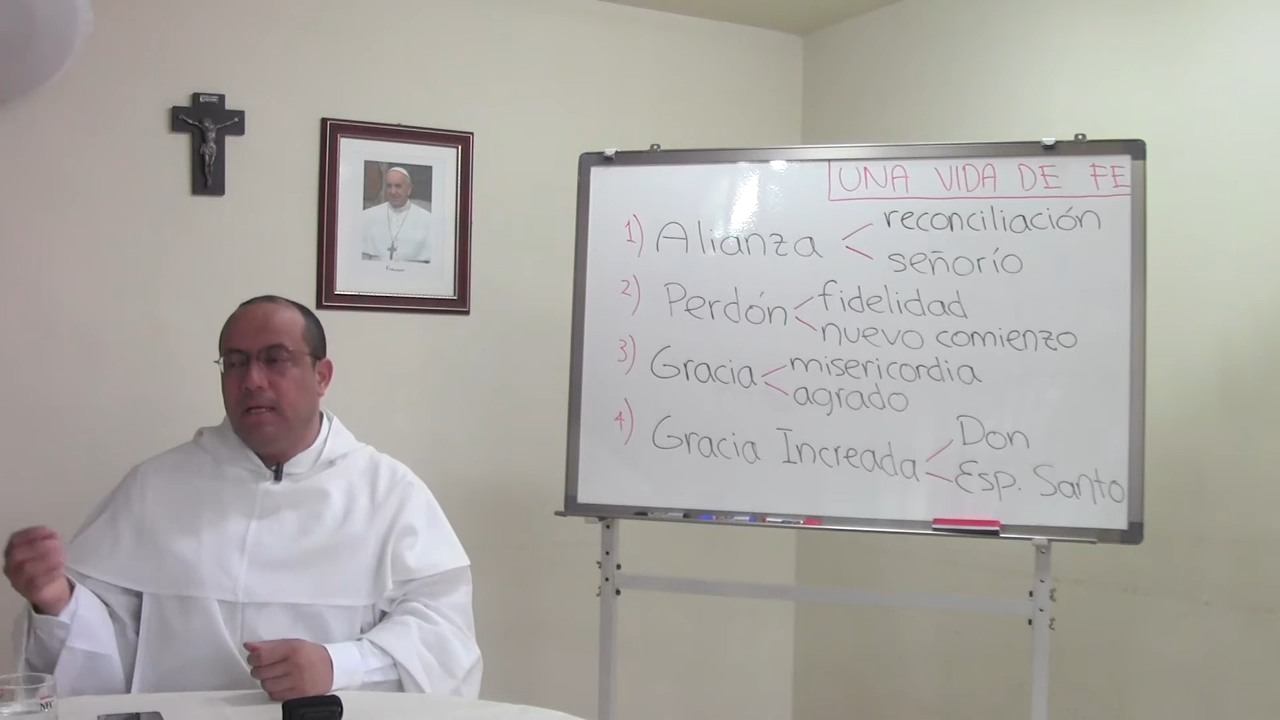 UNA VIDA DE FE
1) Alianza < reconciliación
señorío
2) Perdón < fidelidad
nuevo comienzo
3) Gracia < misericordia
agrado
4) Gracia Increada < Don
Esp. Santo